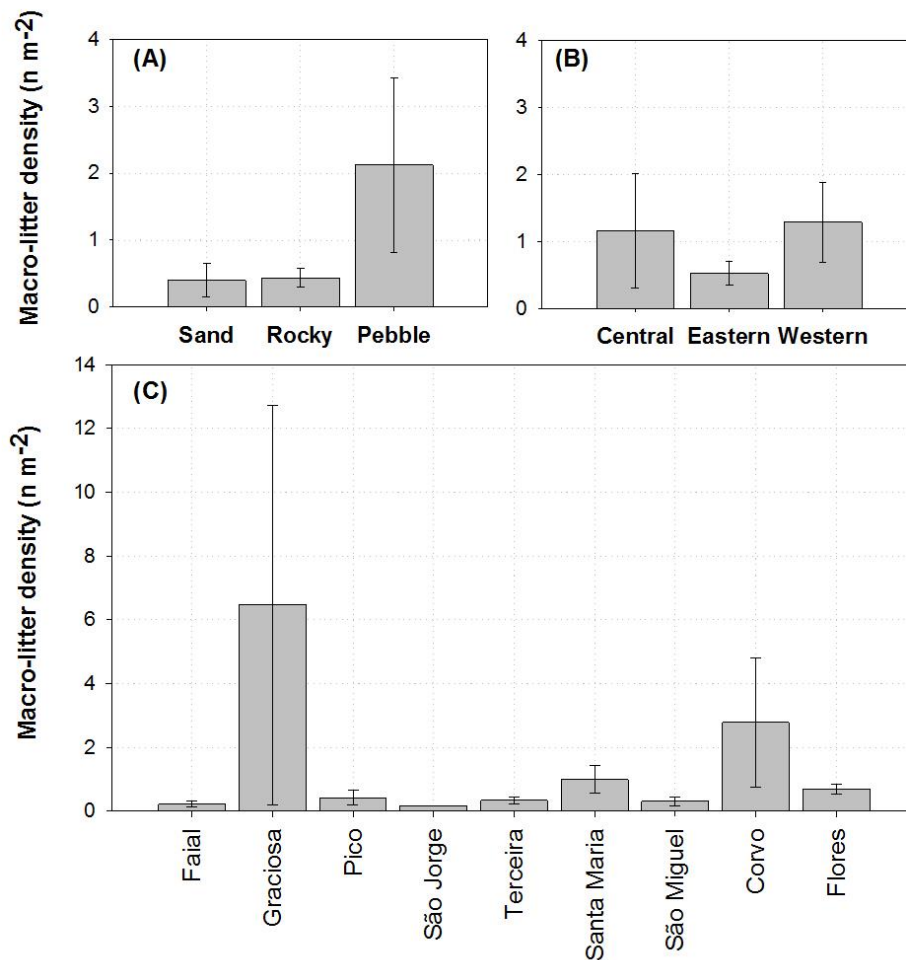 Macro-litter density (n m-2)
4
3
2
1
0
(A)
Sand Rocky Pebble
4
3
2
1
0
(B)
Central Eastern Western
Macro-litter density (n m-2)
14
12
10
8
6
4
2
0
(C)
Faial
Graciosa
Pico
São Jorge
Terceira
Santa Maria
São Miguel
Corvo
Flores